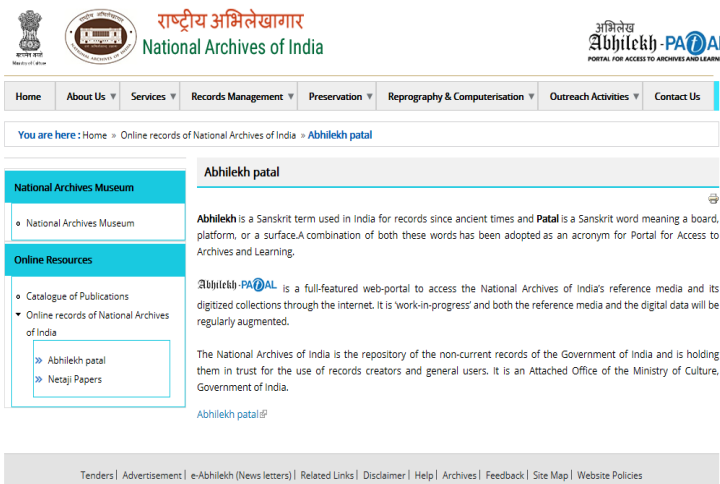 राष्ट्रीय अभिलेखागार
National Archives of India
सत्यमेव जयते
Ministry of Culture
अभिलेख
Abhilekh-PATAL
PORTAL FOR ACCESS TO ARCHIVES AND LEARN
Home About Us Services Records Management Preservation Reprography & Computerisation Outreach Activities Contact Us
You are here : Home » Online records of National Archives of India » Abhilekh patal
National Archives Museum
National Archives Museum
Online Resources
Catalogue of Publications
Online records of National Archives
of India
Abhilekh patal
Netaji Papers
Abhilekh patal
Abhilekh is a Sanskrit term used in India for records since ancient times and Patal is a Sanskrit word meaning a board,
platform, or a surface.A combination of both these words has been adopted as an acronym for Portal for Access to
Archives and Learning.
Abhilekh-PATAL is a full-featured web-portal to access the National Archives of India's reference media and its
digitized collections through the internet. It is 'work-in-progress' and both the reference media and the digital data will be
regularly augmented.
The National Archives of India is the repository of the non-current records of the Government of India and is holding
them in trust for the use of records creators and general users. It is an Attached Office of the Ministry of Culture,
Government of India.
Abhilekh patal
Tenders| Advertisement| e-Abhilekh (News letters)| Related Links| Disclaimer| Help| Archives| Feedback| Site Map| Website Policies